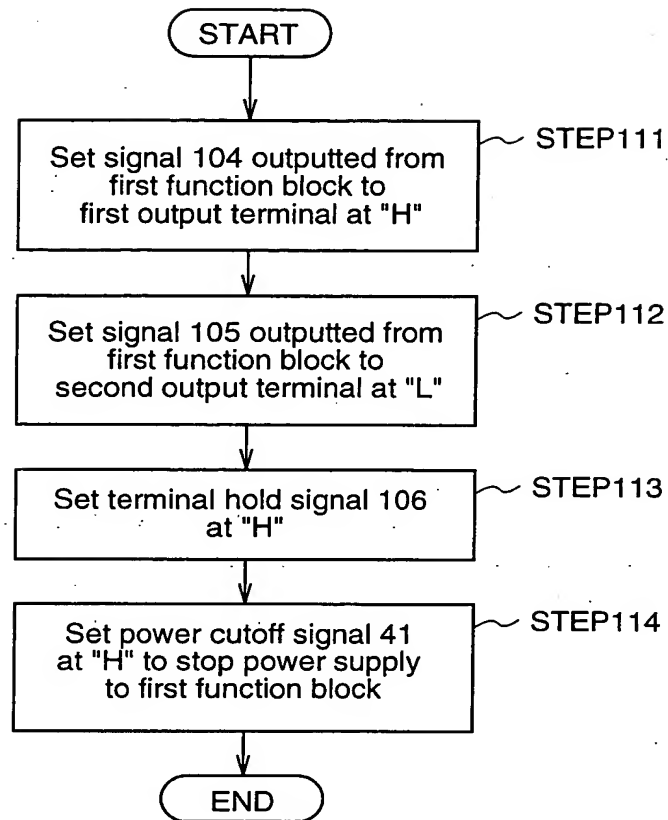 START
STEP111
Set signal 104 outputted from
first function block to
first output terminal at "H"
STEP112
Set signal 105 outputted from
first function block to
second output terminal at "L"
STEP113
Set terminal hold signal 106
at "H"
STEP114
Set power cutoff signal 41
at "H" to stop power supply
to first function block
END